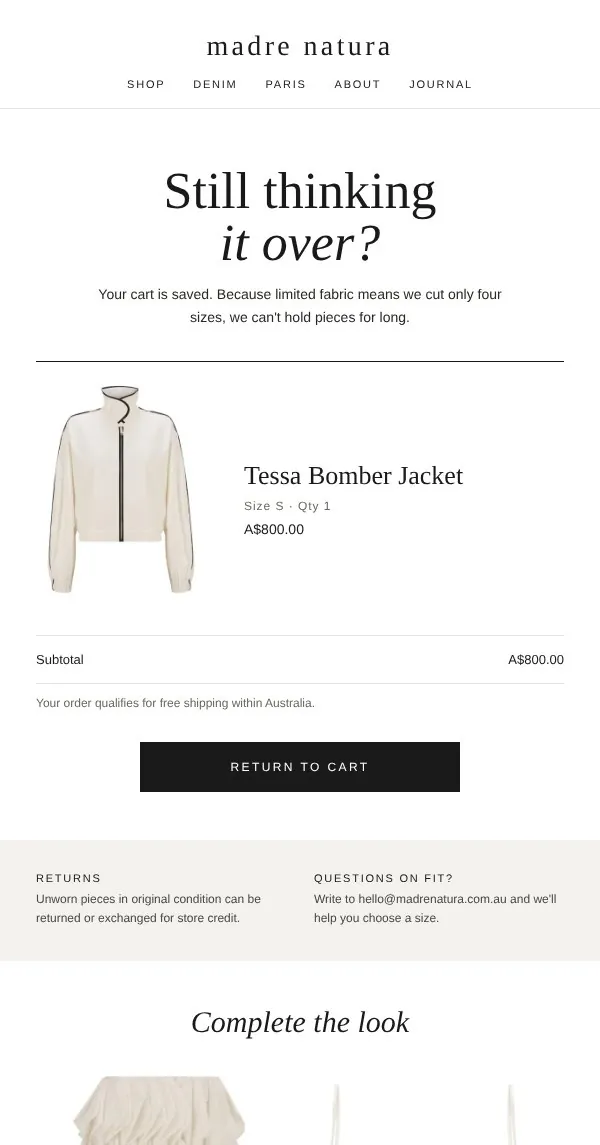 madre natura
SHOP DENIM PARIS ABOUT JOURNAL
Still thinking
it over?
Your cart is saved. Because limited fabric means we cut only four
sizes, we can't hold pieces for long.
Tessa Bomber Jacket
Size S · Qty 1
A$800.00
Subtotal A$800.00
Your order qualifies for free shipping within Australia.
RETURN TO CART
RETURNS
Unworn pieces in original condition can be
returned or exchanged for store credit.
QUESTIONS ON FIT?
Write to hello@madrenatura.com.au and we'll
help you choose a size.
Complete the look